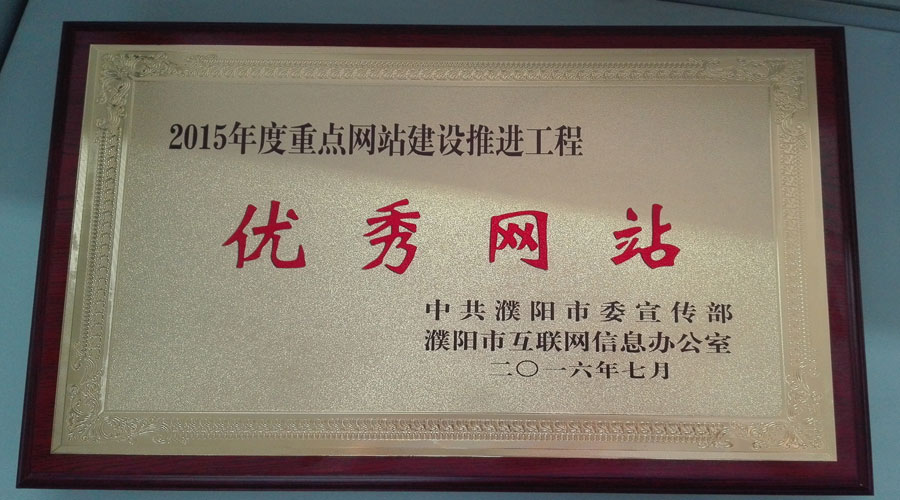 2015年度重点网站建设推进工程
优秀网站
中共濮阳市委宣传部
濮阳市互联网信息办公室
二〇一六年七月